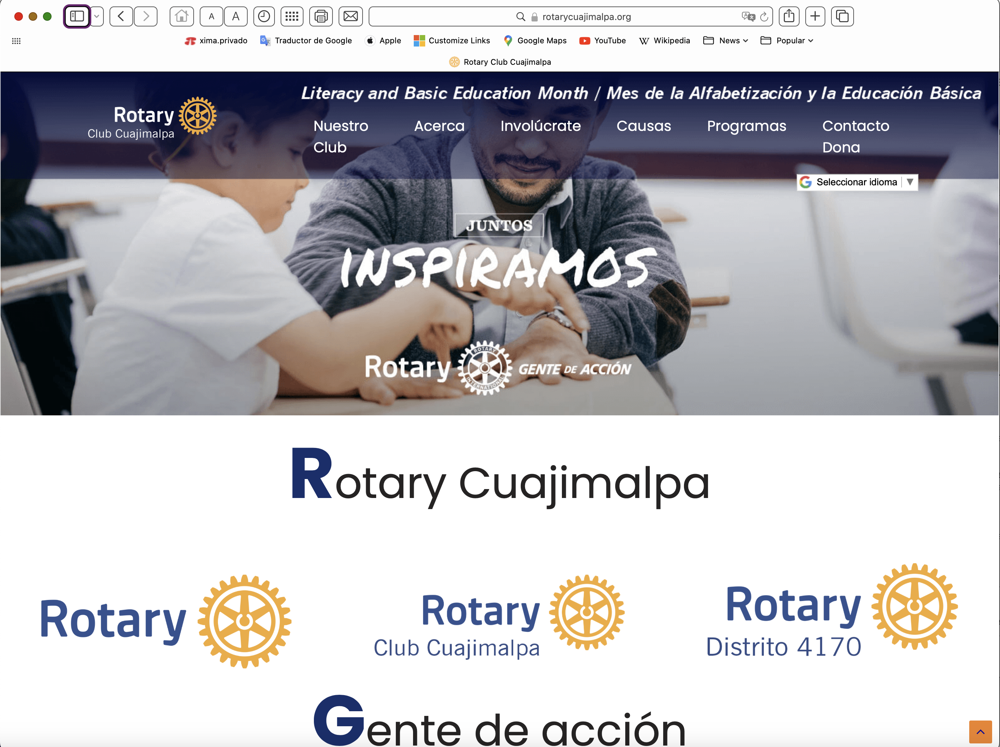 A A rotarycuajimalpa.org
xima.privado Traductor de Google Apple Customize Links Google Maps YouTube Wikipedia News Popular
Rotary Club Cuajimalpa
Literacy and Basic Education Month / Mes de la Alfabetización y la Educación Básica
Rotary
Club Cuajimalpa
Nuestro Club Acerca Involúcrate Causas Programas Contacto
Dona
Seleccionar idioma ▼
JUNTOS
INSPIRAMOS
Rotary ROTARY INTERNATIONAL GENTE DE ACCIÓN
Rotary Cuajimalpa
Rotary
Rotary
Club Cuajimalpa
Rotary
Distrito 4170
Gente de acción